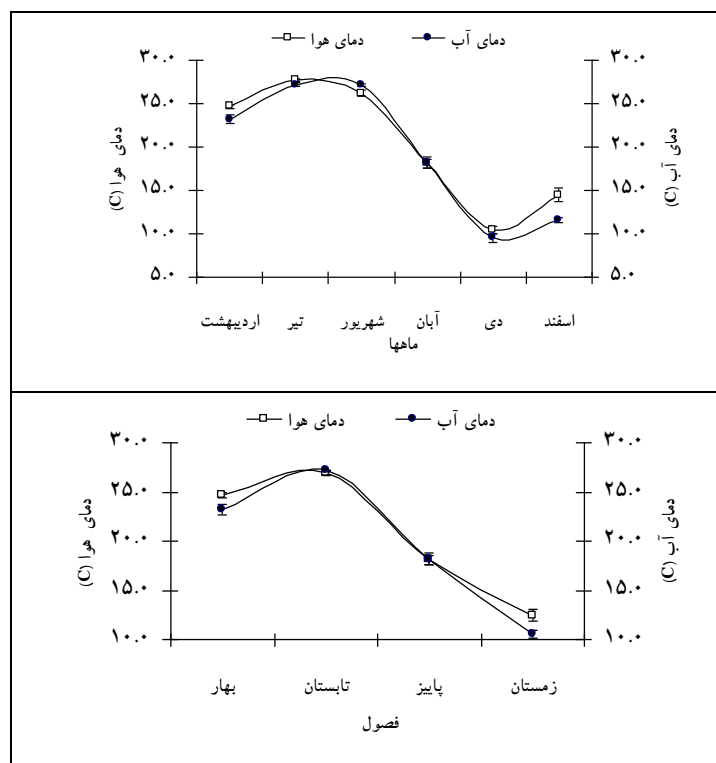 دمای هوا دمای آب
۳۰.۰ ۳۰.۰
۲۵.۰ ۲۵.۰
۲۰.۰ ۲۰.۰
۱۵.۰ ۱۵.۰
۱۰.۰ ۱۰.۰
۵.۰ ۵.۰
دمای هوا (C)
دمای آب (C)
اردیبهشت تیر شهریور آبان دی اسفند
ماهها
دمای هوا دمای آب
۳۰.۰ ۳۰.۰
۲۵.۰ ۲۵.۰
۲۰.۰ ۲۰.۰
۱۵.۰ ۱۵.۰
۱۰.۰ ۱۰.۰
دمای هوا (C)
دمای آب (C)
بهار تابستان پاییز زمستان
فصول